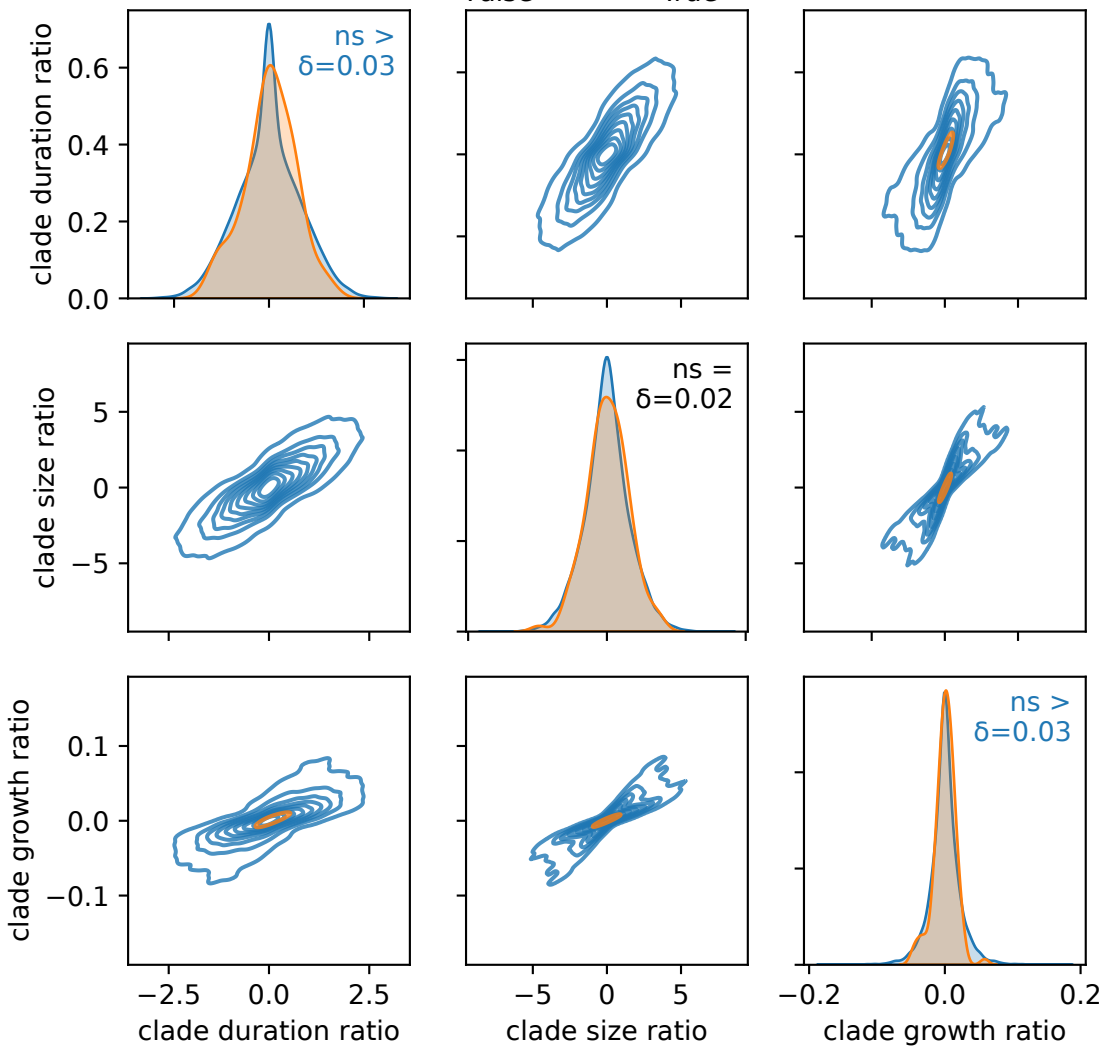 clade duration ratio
0.6
0.4
0.2
0.0
ns >
δ=0.03
clade size ratio
5
0
−5
ns =
δ=0.02
clade growth ratio
0.1
0.0
−0.1
ns >
δ=0.03
−2.5 0.0 2.5
−5 0 5
−0.2 0.0 0.2
clade duration ratio
clade size ratio
clade growth ratio